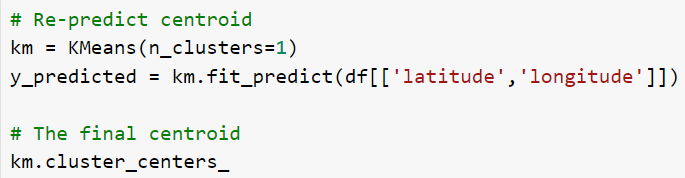 # Re-predict centroid
km = KMeans(n_clusters=1)
y_predicted = km.fit_predict(df[['latitude','longitude']])
# The final centroid
km.cluster_centers_